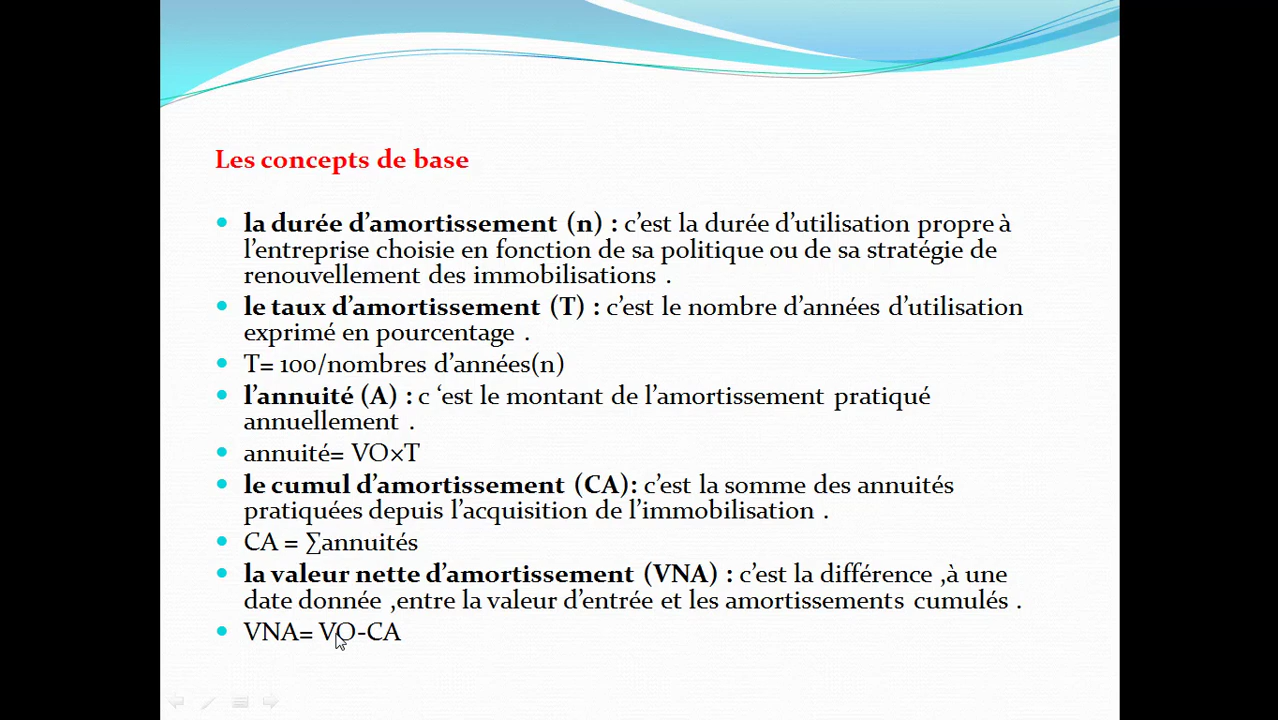 Les concepts de base
la durée d’amortissement (n) : c’est la durée d’utilisation propre à
l’entreprise choisie en fonction de sa politique ou de sa stratégie de
renouvellement des immobilisations .
le taux d’amortissement (T) : c’est le nombre d’années d’utilisation
exprimé en pourcentage .
T= 100/nombres d’années(n)
l’annuité (A) : c ‘est le montant de l’amortissement pratiqué
annuellement .
annuité= VO×T
le cumul d’amortissement (CA): c’est la somme des annuités
pratiquées depuis l’acquisition de l’immobilisation .
CA = ∑annuités
la valeur nette d’amortissement (VNA) : c’est la différence ,à une
date donnée ,entre la valeur d’entrée et les amortissements cumulés .
VNA= VO-CA